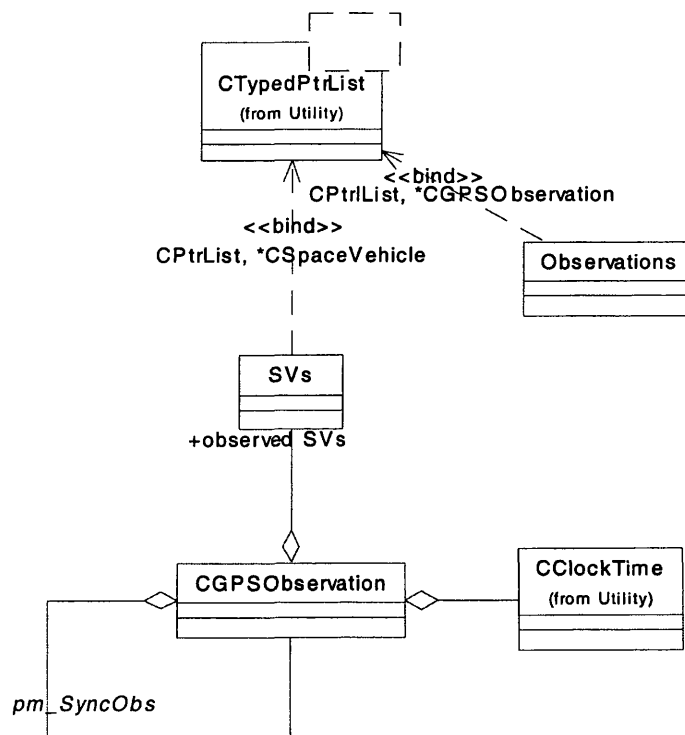 CTypedPtrList
(from Utility)
<<bind>>
CPtrlList, *CGPSObservation
<<bind>>
CPtrList, *CSpaceVehicle
Observations
SVs
+observed SVs
CGPSObservation
CClockTime
(from Utility)
pm_SyncObs